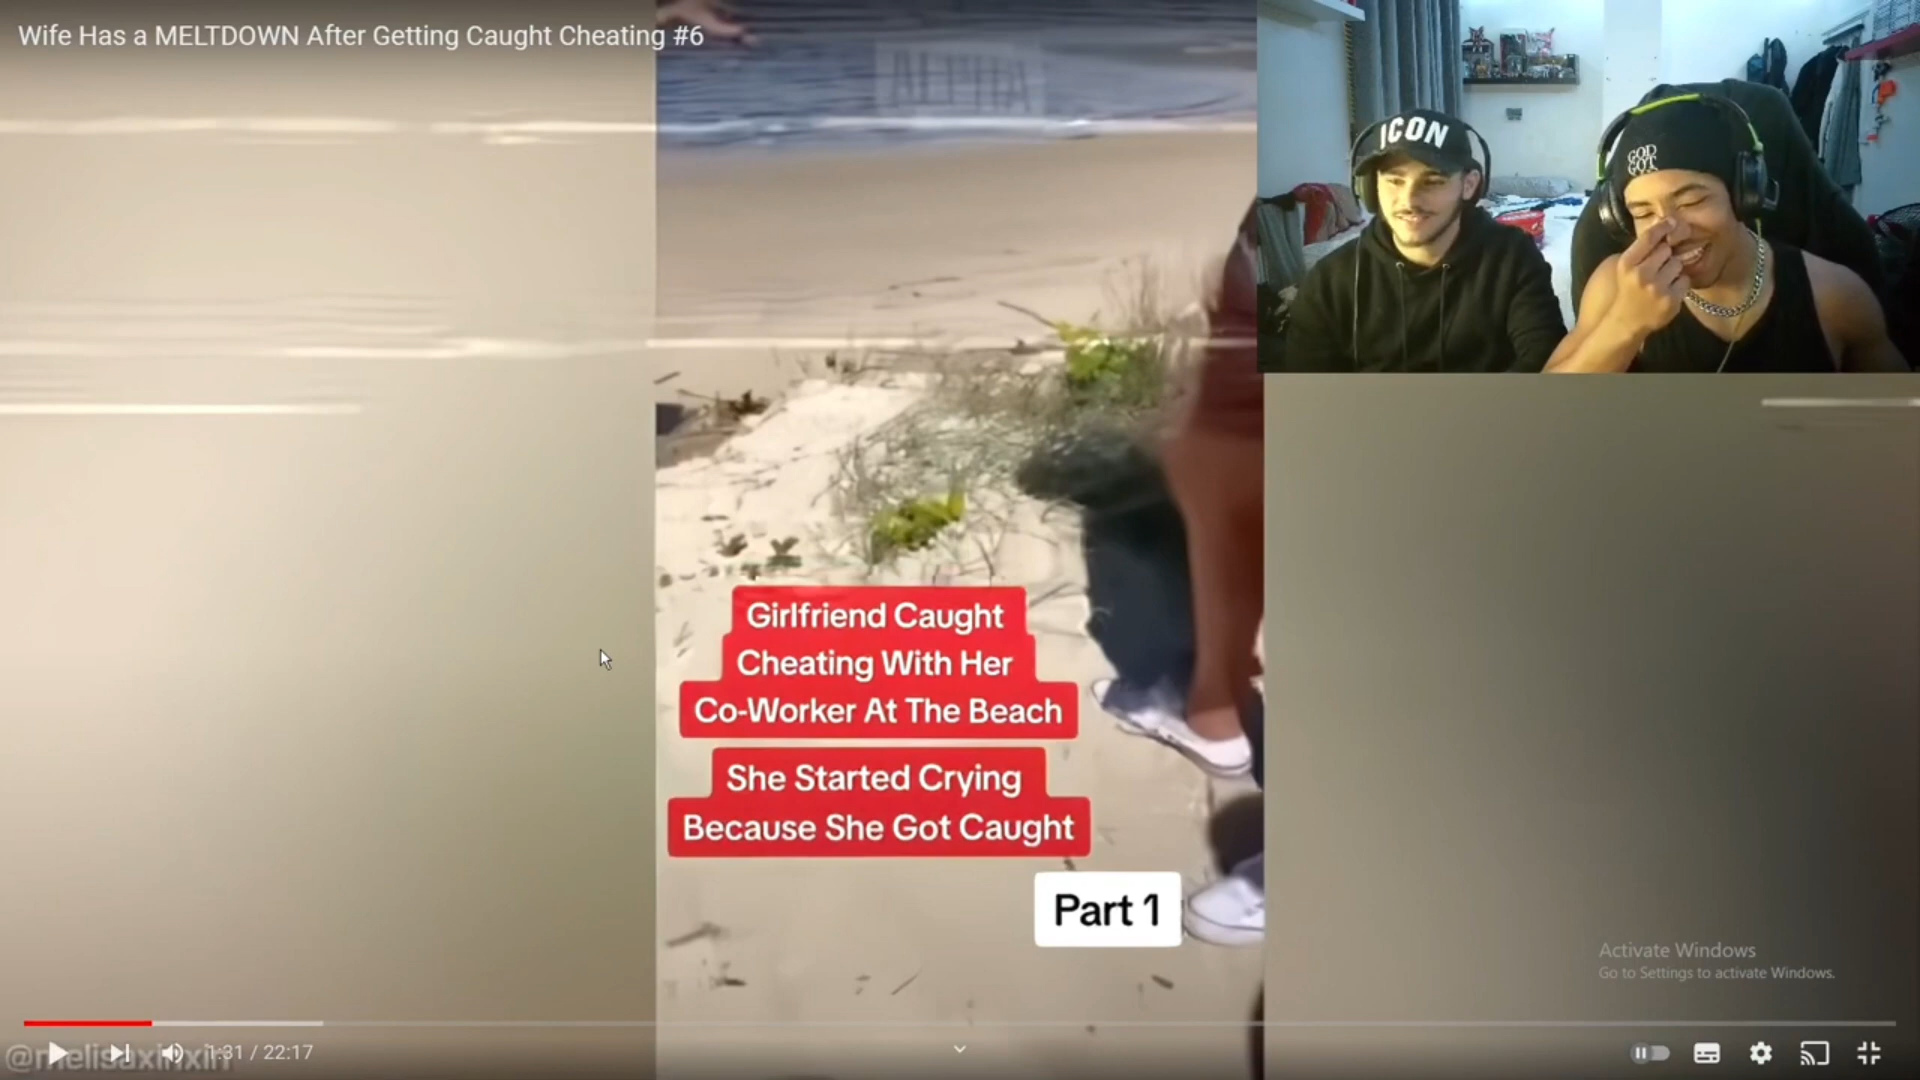 Wife Has a MELTDOWN After Getting Caught Cheating #6
ICON
GOD
GOT
Girlfriend Caught
Cheating With Her
Co-Worker At The Beach
She Started Crying
Because She Got Caught
Part 1
Activate Windows
Go to Settings to activate Windows.
1:31 / 22:17